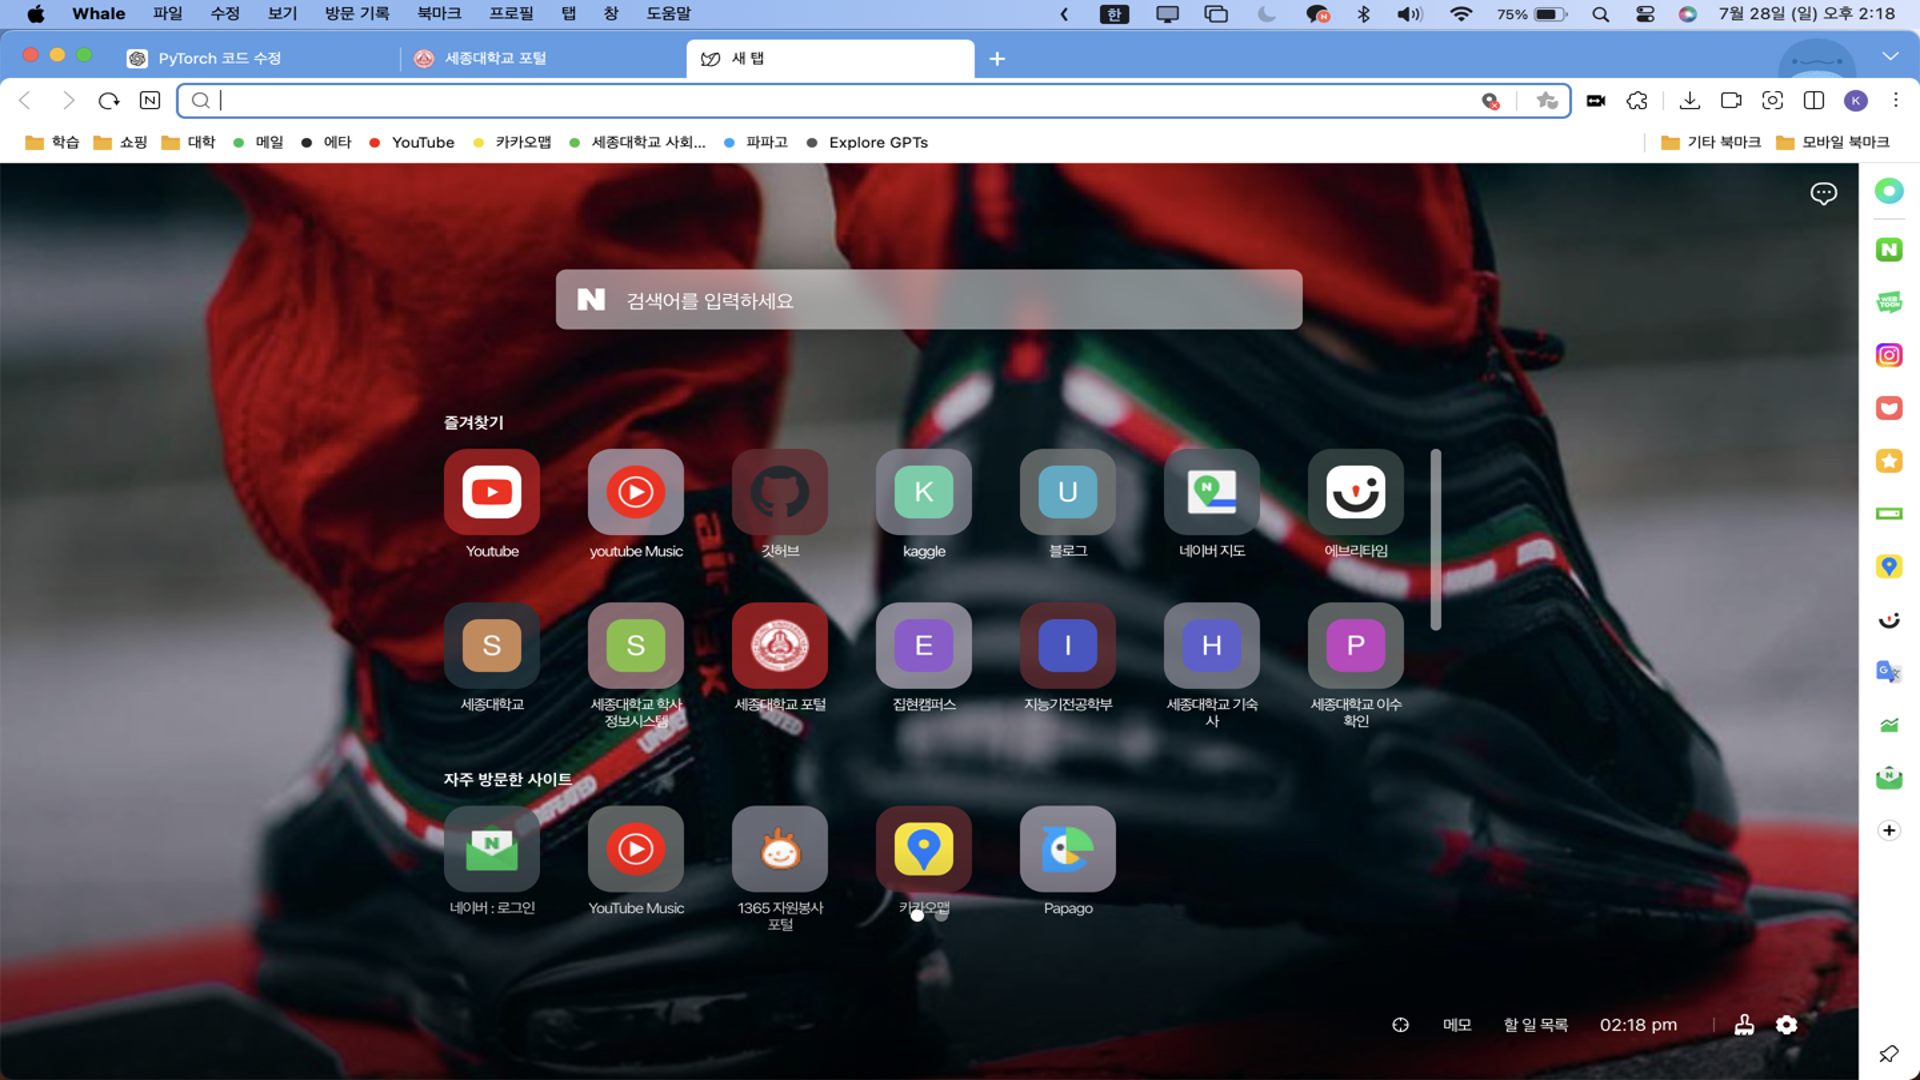 Whale 파일 수정 보기 방문 기록 북마크 프로필 탭 창 도움말 한 N 75% 7월 28일 (일) 오후 2:18
PyTorch 코드 수정 세종대학교 포털 새 탭
N K
학습 쇼핑 대학 메일 에타 YouTube 카카오맵 세종대학교 사회... 파파고 Explore GPTs 기타 북마크 모바일 북마크
N 검색어를 입력하세요
즐겨찾기
K U N
Youtube youtube Music 깃허브 kaggle 블로그 네이버 지도 에브리타임
S S E I H P
세종대학교 세종대학교 학사정보시스템 세종대학교 포털 집현캠퍼스 지능기전공학부 세종대학교 기숙사 세종대학교 이수확인
자주 방문한 사이트
UNDEFEATED
N
네이버 : 로그인 YouTube Music 1365 자원봉사포털 카카오맵 Papago
메모 할 일 목록 02:18 pm
N
WEB
TOON
G 文
N